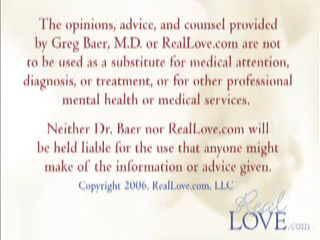 The opinions, advice, and counsel provided
by Greg Baer, M.D. or RealLove.com are not
to be used as a substitute for medical attention,
diagnosis, or treatment, or for other professional
mental health or medical services.
Neither Dr. Baer nor RealLove.com will
be held liable for the use that anyone might
make of the information or advice given.
Copyright 2006, RealLove.com, LLC
Real
LOVE.com